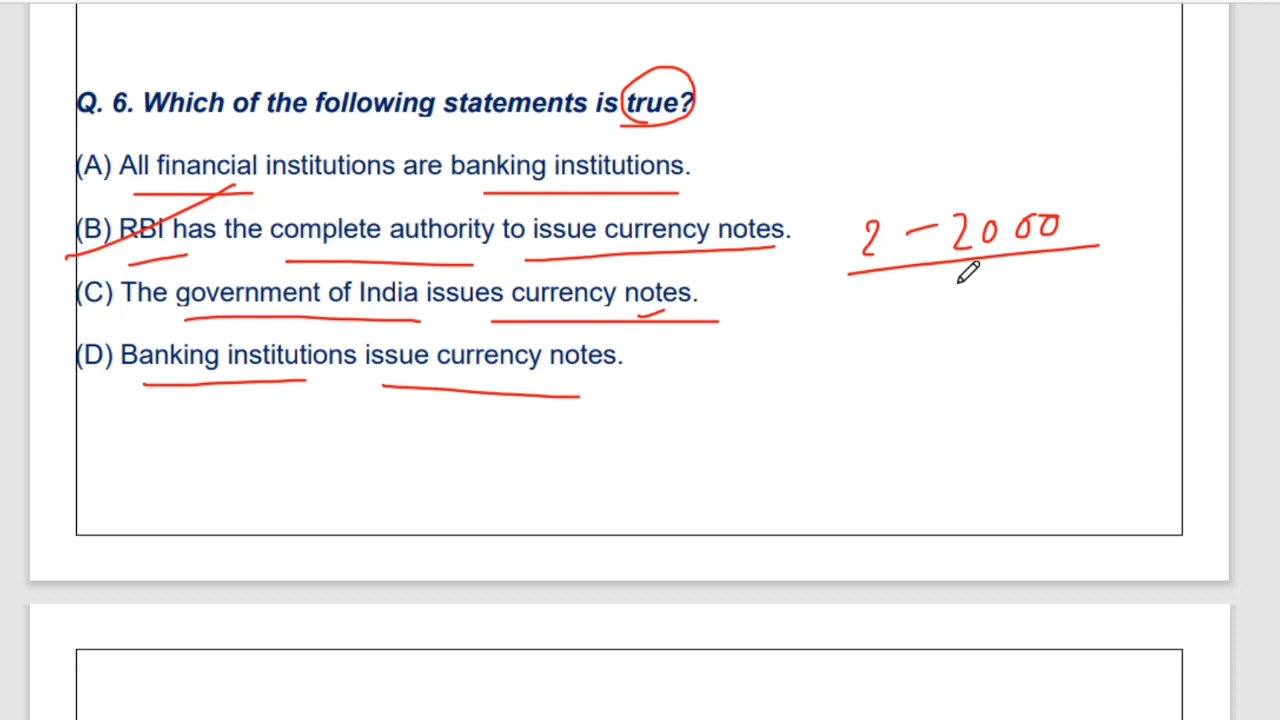 Q. 6. Which of the following statements is true?
(A) All financial institutions are banking institutions.
(B) RBI has the complete authority to issue currency notes.
2 - 2000
(C) The government of India issues currency notes.
(D) Banking institutions issue currency notes.